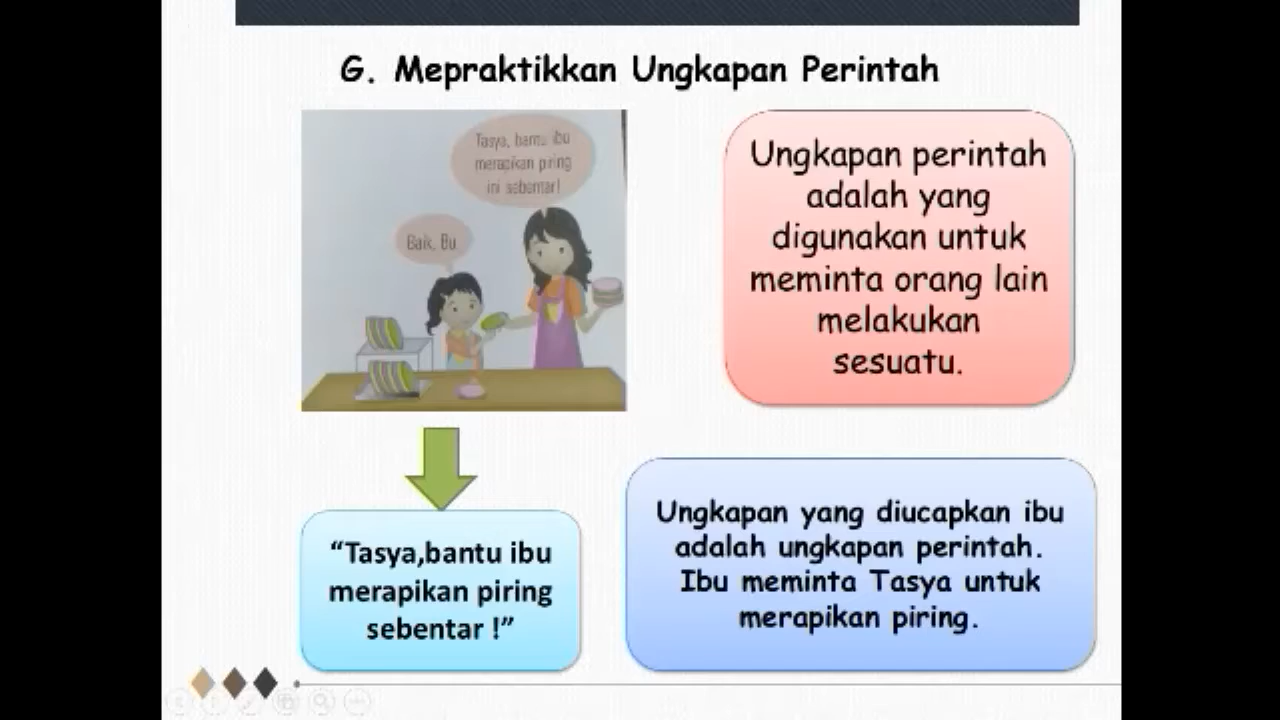 G. Mepraktikkan Ungkapan Perintah
Tasya, bantu ibu
merapikan piring
ini sebentar!
Baik, Bu
Ungkapan perintah
adalah yang
digunakan untuk
meminta orang lain
melakukan
sesuatu.
“Tasya,bantu ibu
merapikan piring
sebentar !”
Ungkapan yang diucapkan ibu
adalah ungkapan perintah.
Ibu meminta Tasya untuk
merapikan piring.